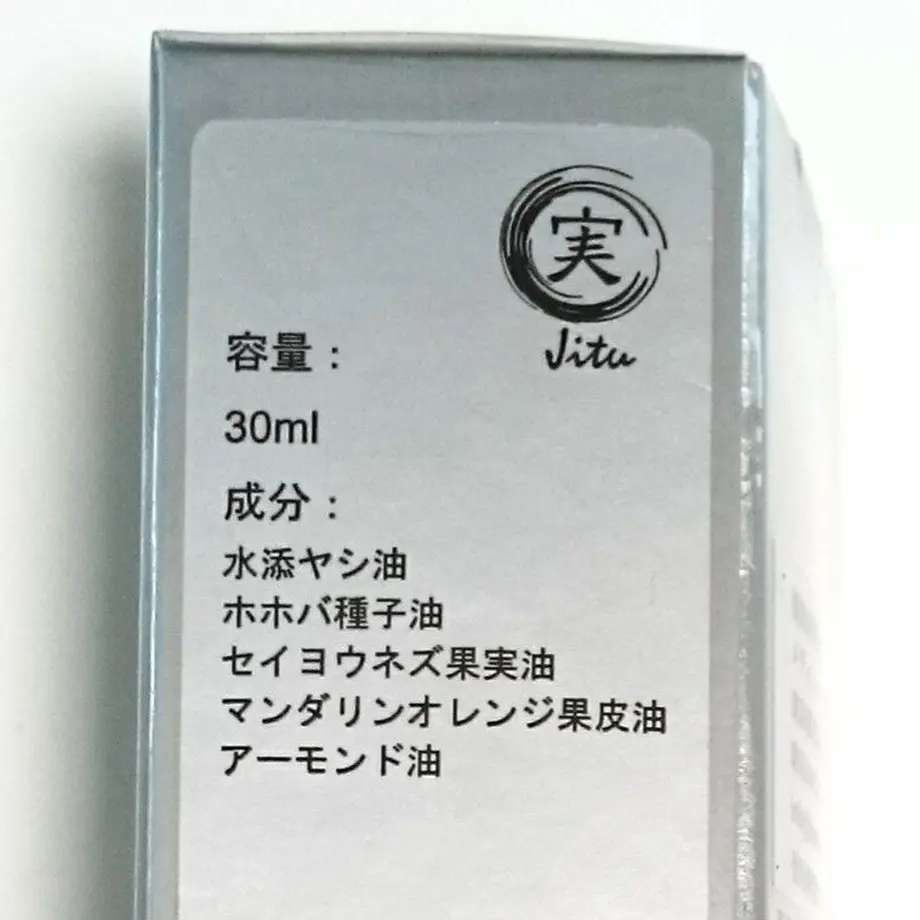 実
Jitu
容量：
30ml
成分：
水添ヤシ油
ホホバ種子油
セイヨウネズ果実油
マンダリンオレンジ果皮油
アーモンド油